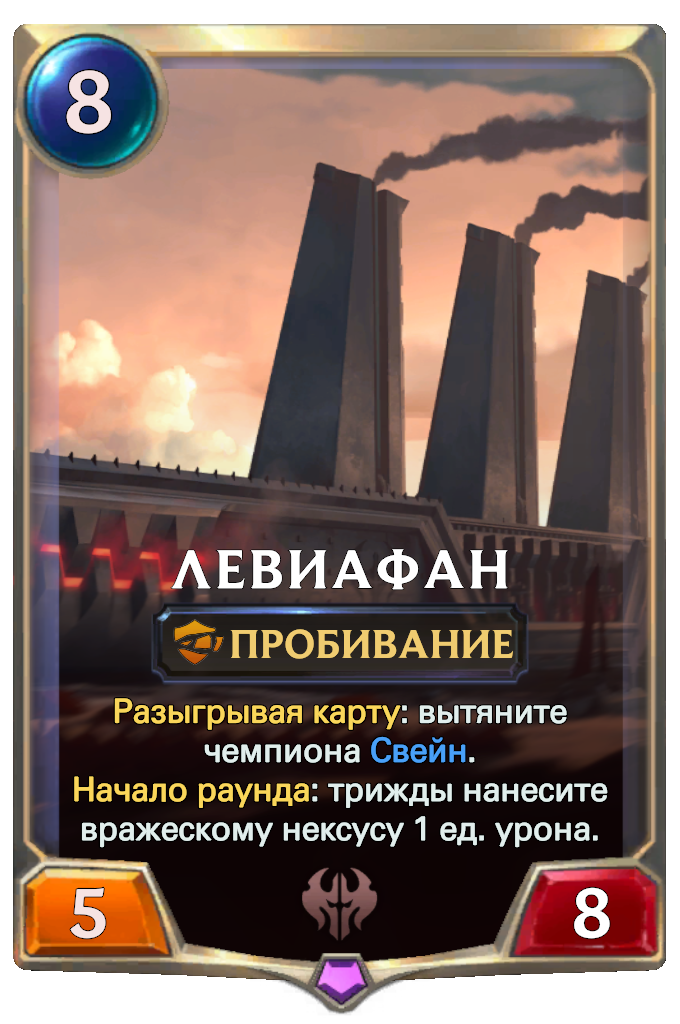 8
ЛЕВИАФАН
ПРОБИВАНИЕ
Разыгрывая карту: вытяните
чемпиона Свейн.
Начало раунда: трижды нанесите
вражескому нексусу 1 ед. урона.
5
8